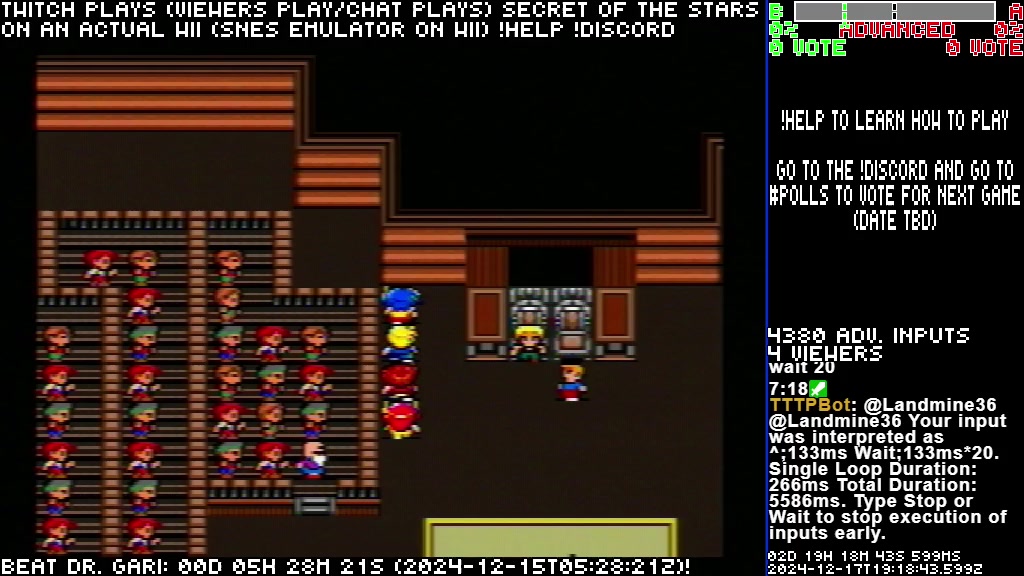 TWITCH PLAYS (VIEWERS PLAY/CHAT PLAYS) SECRET OF THE STARS
ON AN ACTUAL WII (SNES EMULATOR ON WII) !HELP !DISCORD
B A
0% ADVANCED 0%
0 VOTE 0 VOTE
!HELP TO LEARN HOW TO PLAY
GO TO THE !DISCORD AND GO TO
#POLLS TO VOTE FOR NEXT GAME
(DATE TBD)
4380 ADV. INPUTS
4 VIEWERS
wait 20
7:18
TTTPBot: @Landmine36
@Landmine36 Your input
was interpreted as
^;133ms Wait;133ms*20.
Single Loop Duration:
266ms Total Duration:
5586ms. Type Stop or
Wait to stop execution of
inputs early.
02D 19H 18M 43S 599MS
2024-12-17T19:18:43.599Z
BEAT DR. GARI: 00D 05H 28M 21S (2024-12-15T05:28:21Z)!